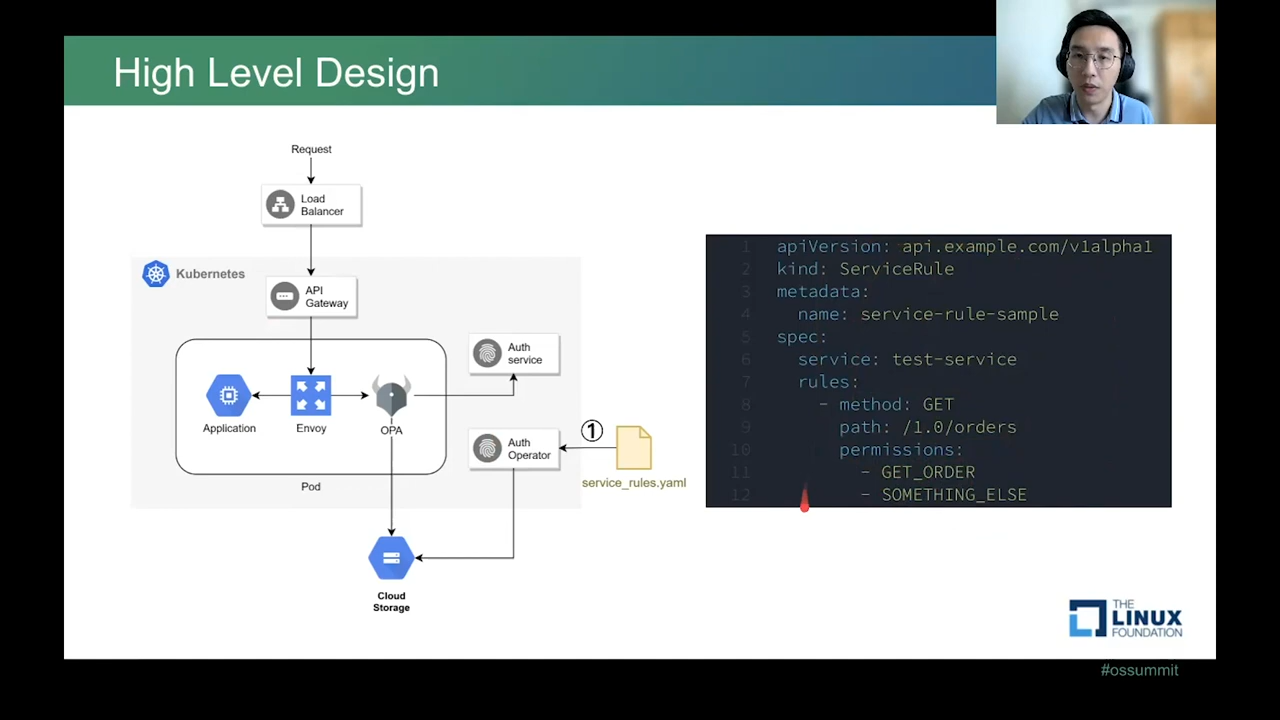 High Level Design
Request
Load
Balancer
Kubernetes
API
Gateway
Auth
service
Application
Envoy
OPA
Auth
Operator
①
service_rules.yaml
Pod
Cloud
Storage
1 apiVersion: api.example.com/v1alpha1
2 kind: ServiceRule
3 metadata:
4 name: service-rule-sample
5 spec:
6 service: test-service
7 rules:
8 - method: GET
9 path: /1.0/orders
10 permissions:
11 - GET_ORDER
12 - SOMETHING_ELSE
THE
LINUX
FOUNDATION
#ossummit